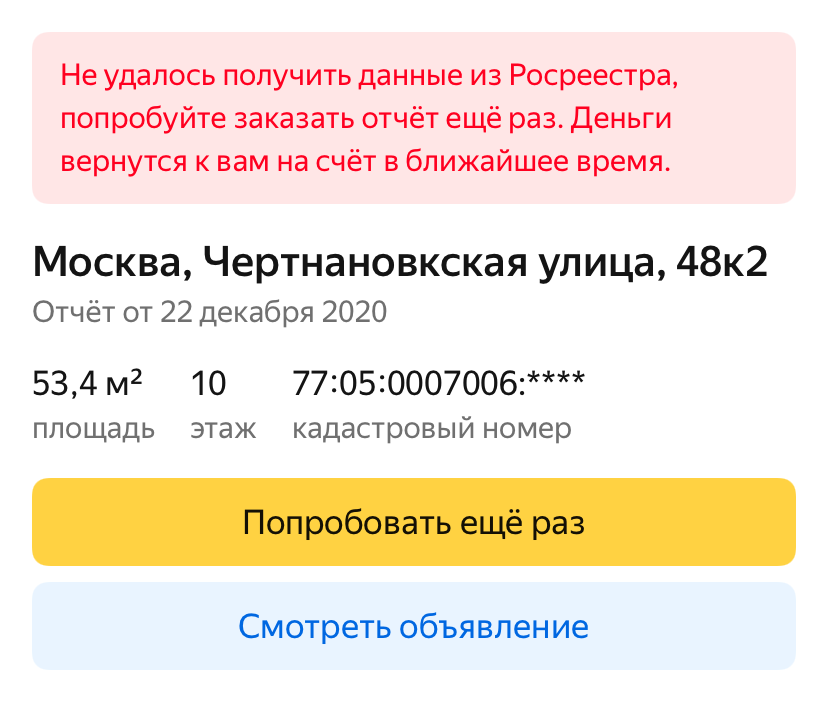 Не удалось получить данные из Росреестра,
попробуйте заказать отчёт ещё раз. Деньги
вернутся к вам на счёт в ближайшее время.
Москва, Чертнановкская улица, 48к2
Отчёт от 22 декабря 2020
53,4 м² 10 77:05:0007006:****
площадь этаж кадастровый номер
Попробовать ещё раз
Смотреть объявление